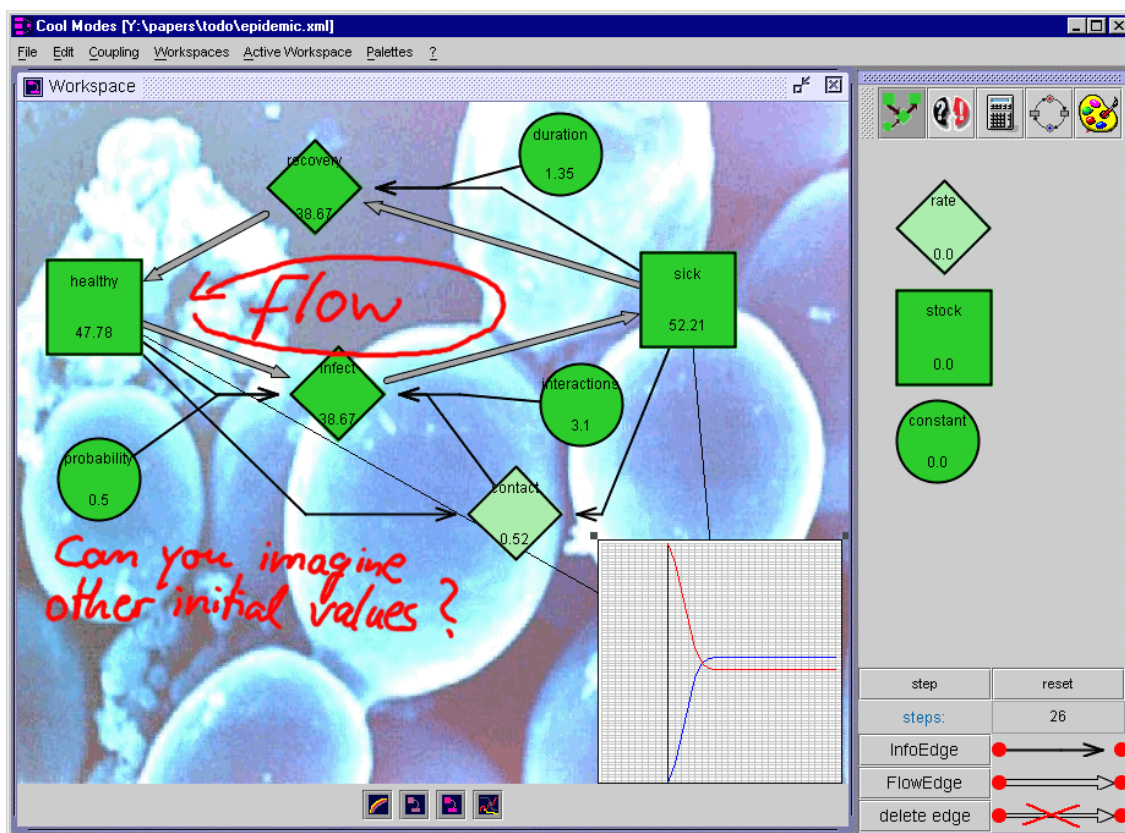 Cool Modes [Y:\papers\todo\epidemic.xml]
File Edit Coupling Workspaces Active Workspace Palettes ?
Workspace
recovery
38.67
duration
1.35
healthy
47.78
flow
sick
52.21
infect
38.67
interactions
3.1
probability
0.5
contact
0.52
Can you imagine
other initial values?
rate
0.0
stock
0.0
constant
0.0
step reset
steps: 26
InfoEdge
FlowEdge
delete edge